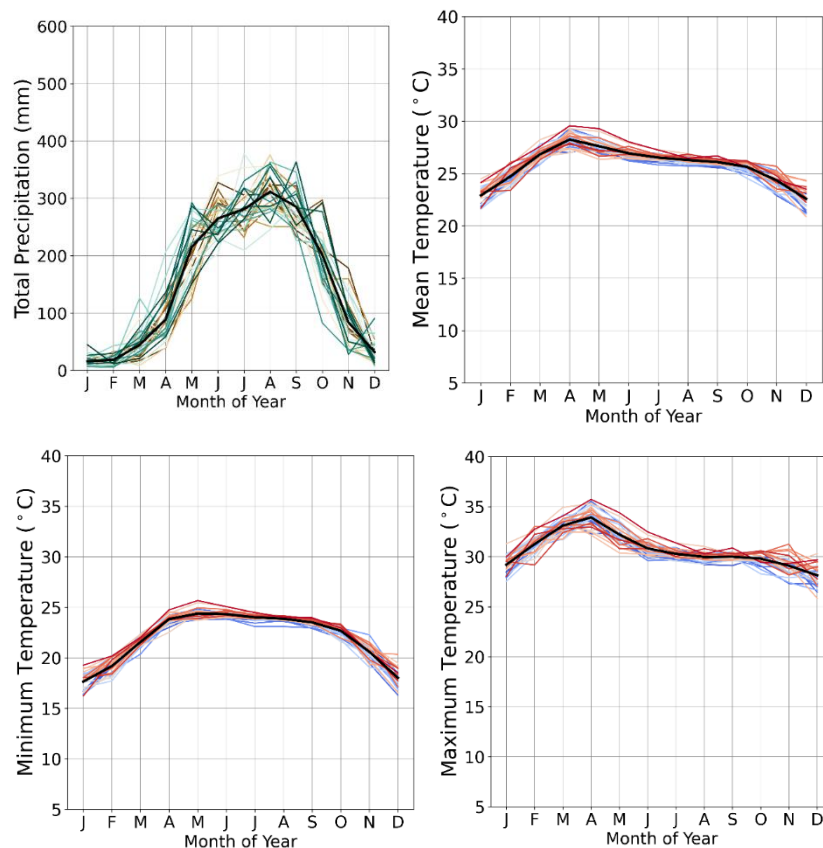 Total Precipitation (mm)
600
500
400
300
200
100
0
J F M A M J J A S O N D
Month of Year
Mean Temperature (°C)
40
35
30
25
20
15
10
5
J F M A M J J A S O N D
Month of Year
Minimum Temperature (°C)
40
35
30
25
20
15
10
5
J F M A M J J A S O N D
Month of Year
Maximum Temperature (°C)
40
35
30
25
20
15
10
5
J F M A M J J A S O N D
Month of Year